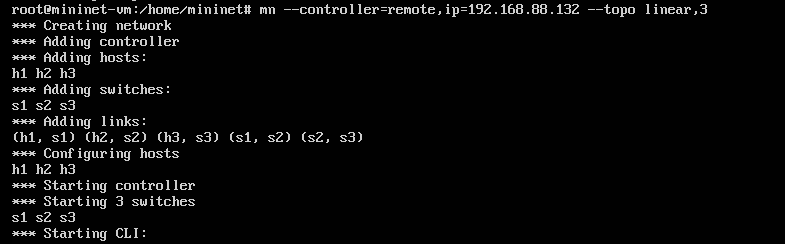 root@mininet-vm:/home/mininet# mn --controller=remote,ip=192.168.88.132 --topo linear,3
*** Creating network
*** Adding controller
*** Adding hosts:
h1 h2 h3
*** Adding switches:
s1 s2 s3
*** Adding links:
(h1, s1) (h2, s2) (h3, s3) (s1, s2) (s2, s3)
*** Configuring hosts
h1 h2 h3
*** Starting controller
*** Starting 3 switches
s1 s2 s3
*** Starting CLI: